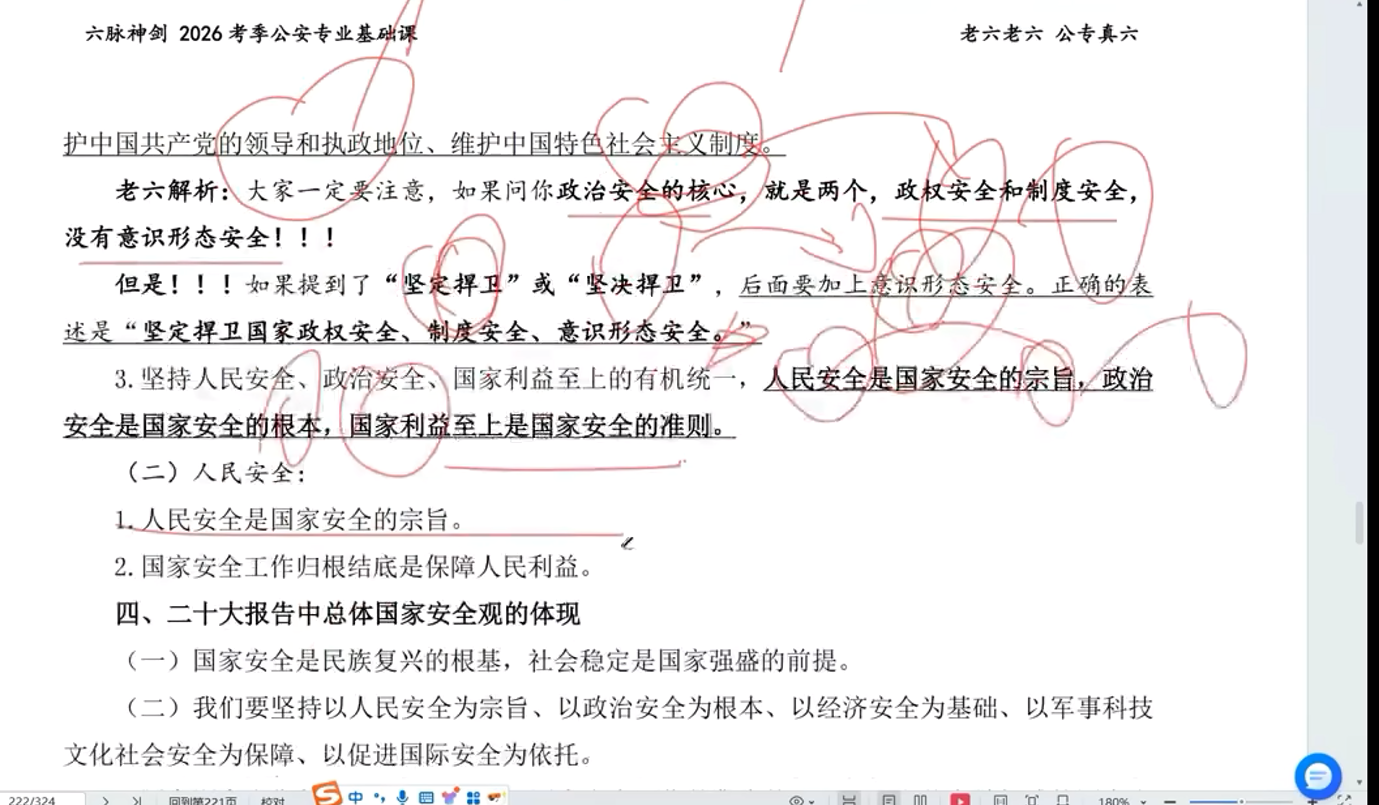 六脉神剑 2026考季公安专业基础课 老六老六 公专真六
护中国共产党的领导和执政地位、维护中国特色社会主义制度。
老六解析：大家一定要注意，如果问你政治安全的核心，就是两个，政权安全和制度安全，
没有意识形态安全！！！
但是！！！如果提到了“坚定捍卫”或“坚决捍卫”，后面要加上意识形态安全。正确的表
述是“坚定捍卫国家政权安全、制度安全、意识形态安全。”
3.坚持人民安全、政治安全、国家利益至上的有机统一，人民安全是国家安全的宗旨，政治
安全是国家安全的根本，国家利益至上是国家安全的准则。
（二）人民安全：
1.人民安全是国家安全的宗旨。
2.国家安全工作归根结底是保障人民利益。
四、二十大报告中总体国家安全观的体现
（一）国家安全是民族复兴的根基，社会稳定是国家强盛的前提。
（二）我们要坚持以人民安全为宗旨、以政治安全为根本、以经济安全为基础、以军事科技
文化社会安全为保障、以促进国际安全为依托。
222/324 回到第221页 校对 中 180%